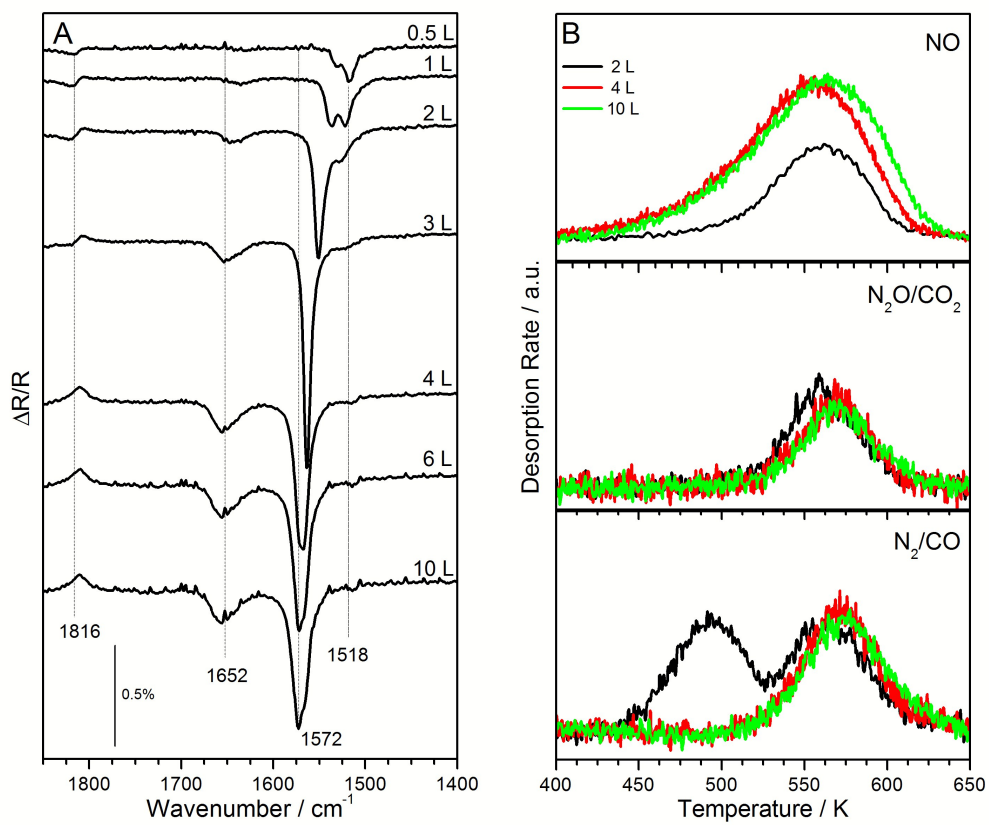 A
0.5 L
1 L
2 L
3 L
4 L
6 L
10 L
1816
1652
1518
1572
0.5%
ΔR/R
1800 1700 1600 1500 1400
Wavenumber / cm-1
B
NO
2 L
4 L
10 L
N2O/CO2
N2/CO
Desorption Rate / a.u.
400 450 500 550 600 650
Temperature / K